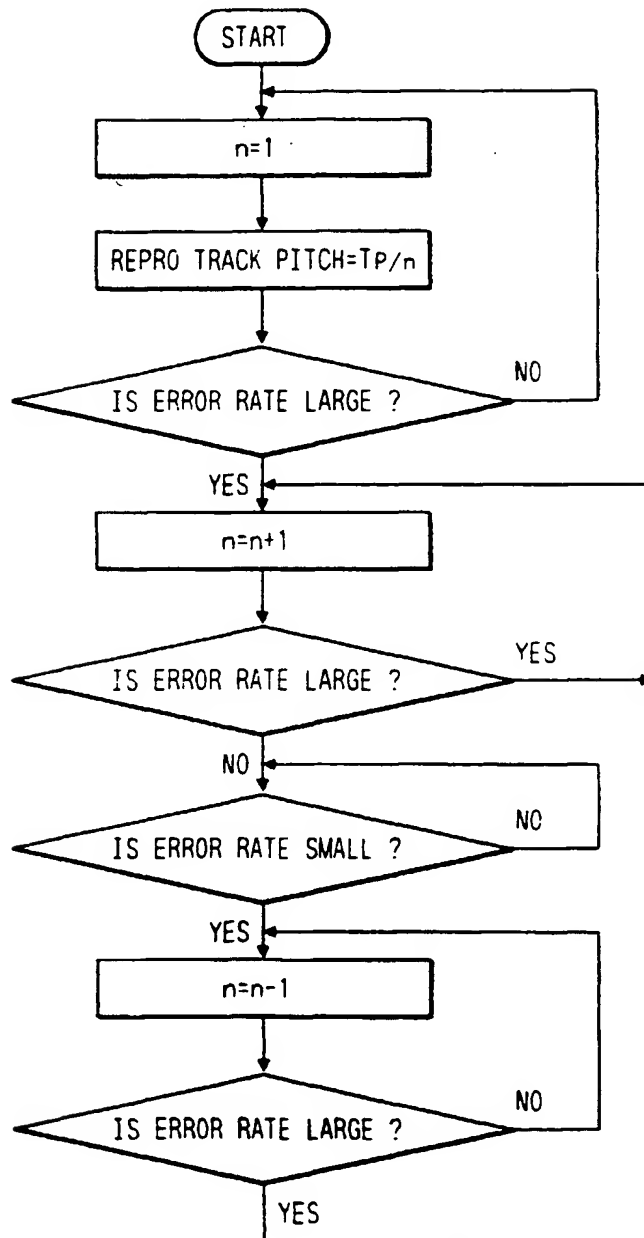 START
n=1
REPRO TRACK PITCH=TP/n
IS ERROR RATE LARGE ?
NO
YES
n=n+1
IS ERROR RATE LARGE ?
YES
NO
IS ERROR RATE SMALL ?
NO
YES
n=n-1
IS ERROR RATE LARGE ?
NO
YES